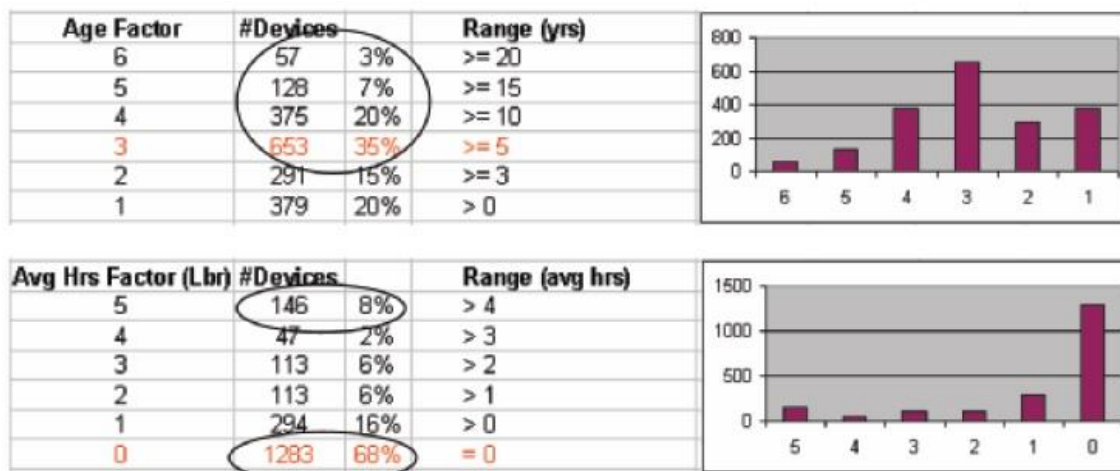 Age Factor #Devices Range (yrs)
6 57 3% >= 20
5 128 7% >= 15
4 375 20% >= 10
3 653 35% >= 5
2 291 15% >= 3
1 379 20% > 0
800
600
400
200
0
6 5 4 3 2 1
Avg Hrs Factor (Lbr) #Devices Range (avg hrs)
5 146 8% > 4
4 47 2% > 3
3 113 6% > 2
2 113 6% > 1
1 294 16% > 0
0 1283 68% = 0
1500
1000
500
0
5 4 3 2 1 0